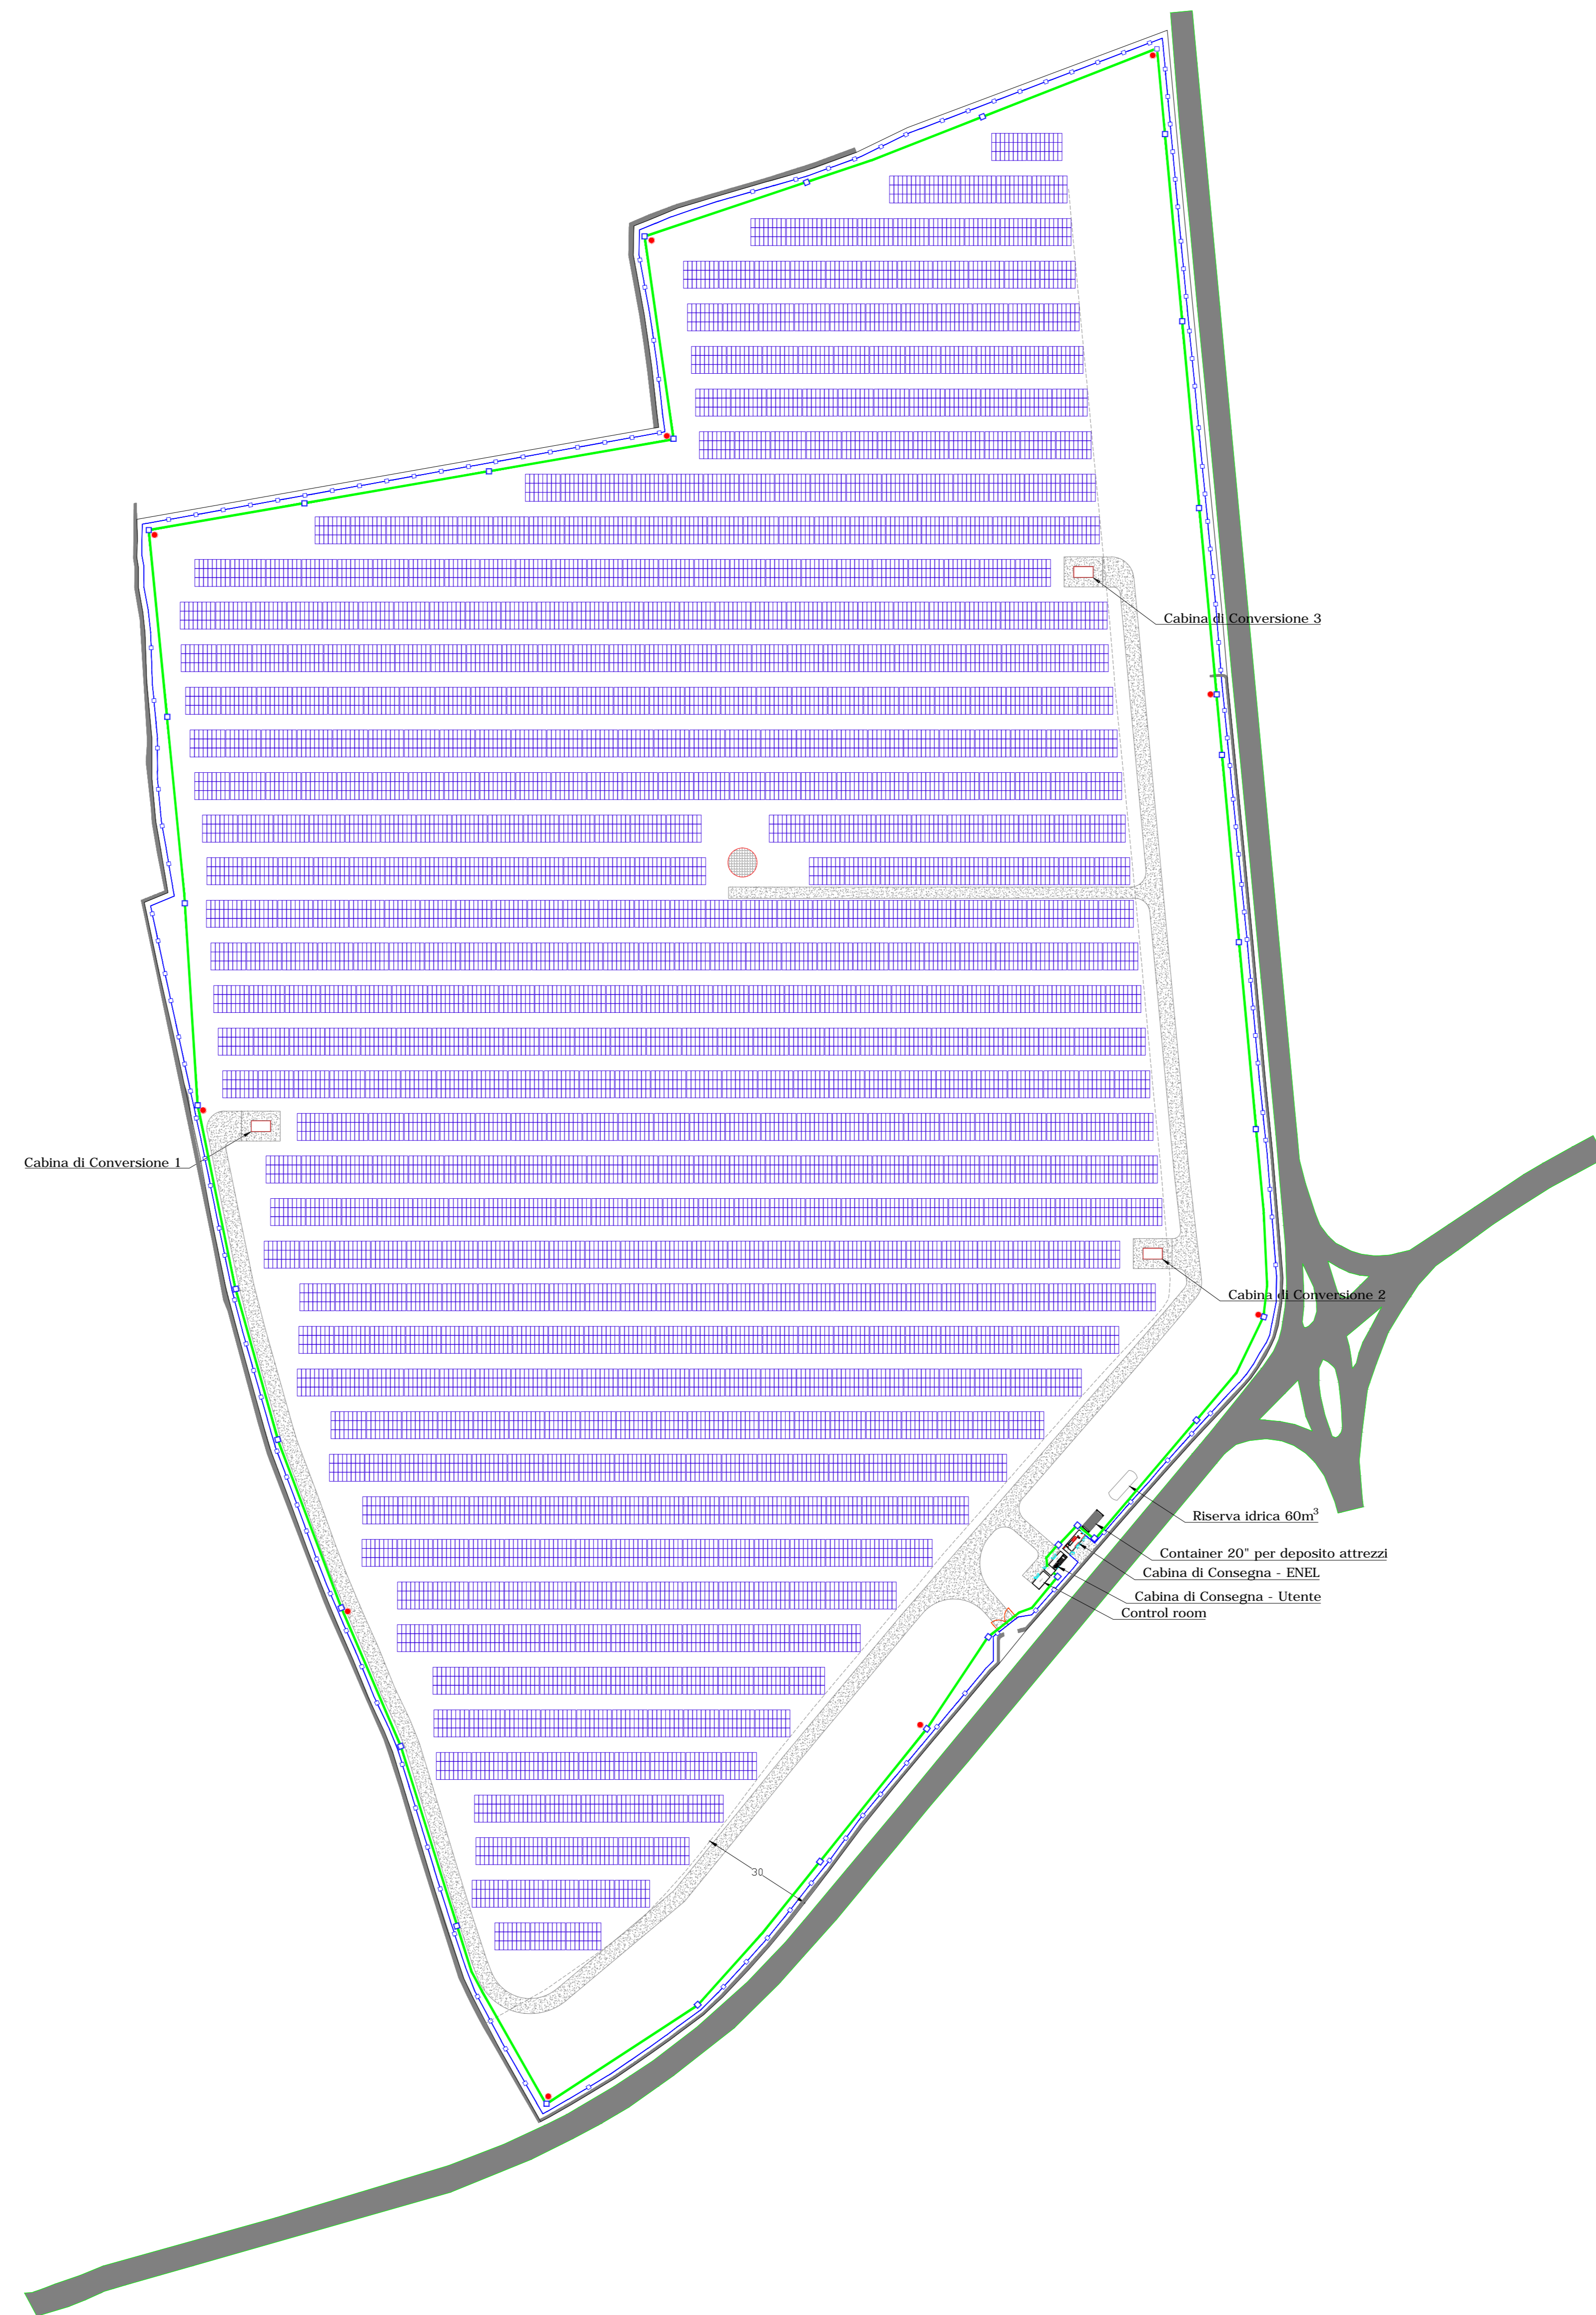 Cabina di Conversione 3
Cabina di Conversione 1
Cabina di Conversione 2
Riserva idrica 60m³
Container 20" per deposito attrezzi
Cabina di Consegna - ENEL
Cabina di Consegna - Utente
Control room
30